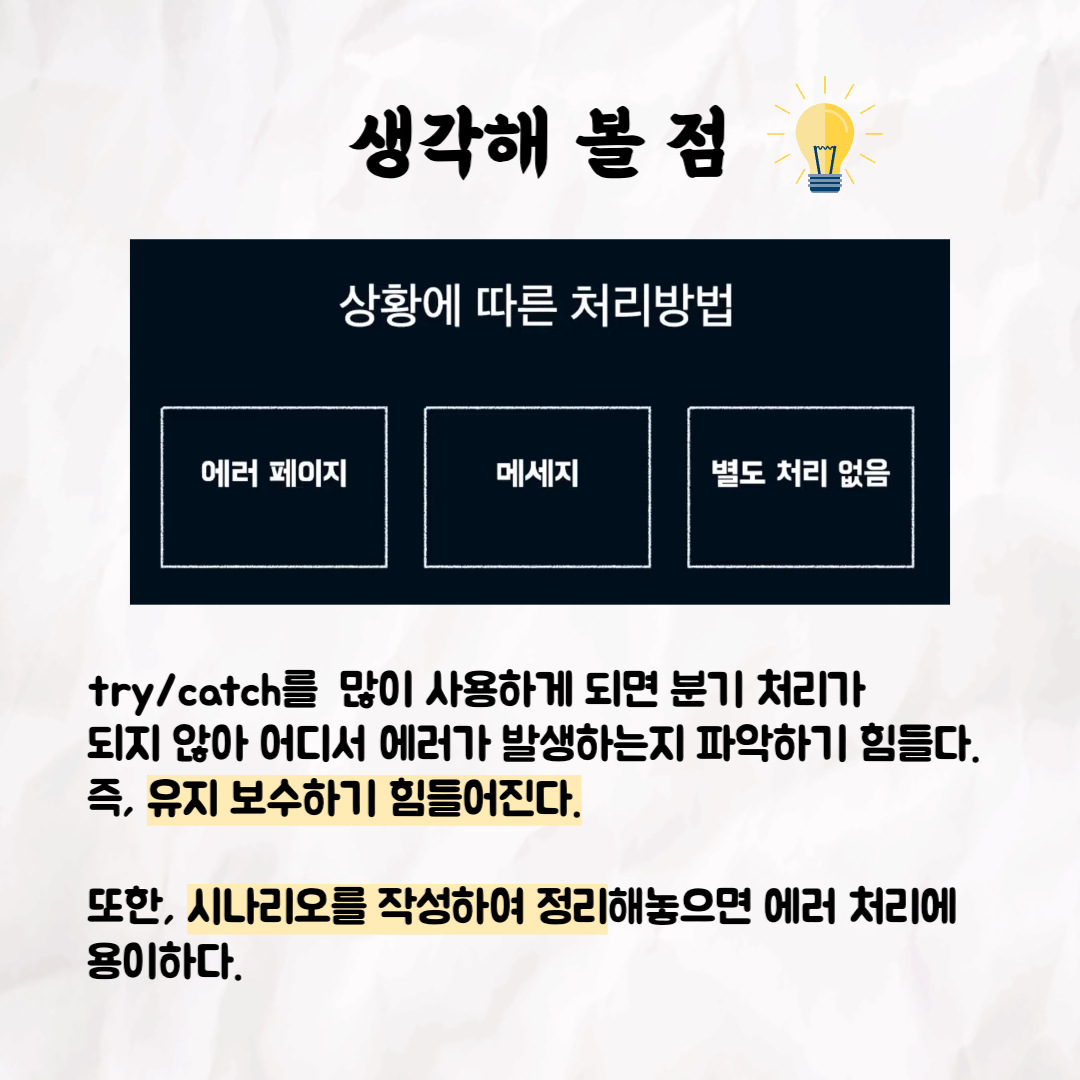 생각해 볼 점
상황에 따른 처리방법
에러 페이지
메세지
별도 처리 없음
try/catch를 많이 사용하게 되면 분기 처리가
되지 않아 어디서 에러가 발생하는지 파악하기 힘들다.
즉, 유지 보수하기 힘들어진다.
또한, 시나리오를 작성하여 정리해놓으면 에러 처리에
용이하다.